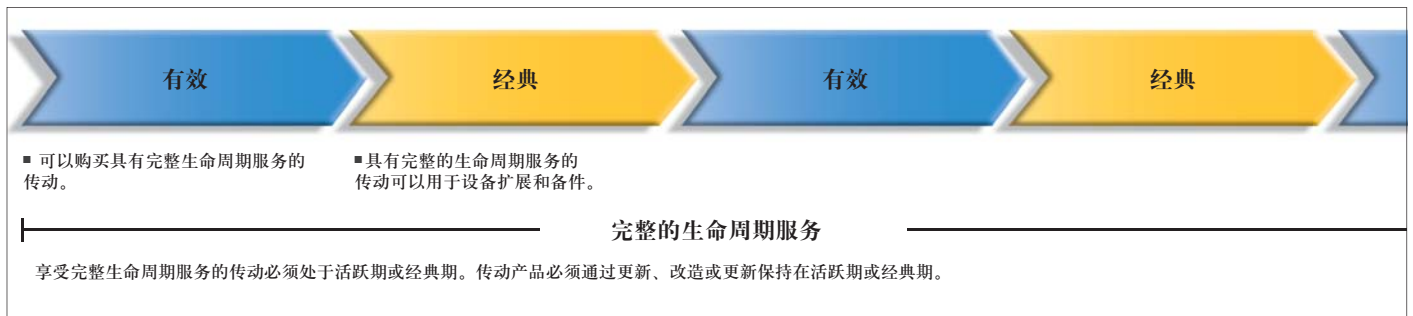 有效
经典
有效
经典
■ 可以购买具有完整生命周期服务的
传动。
■具有完整的生命周期服务的
传动可以用于设备扩展和备件。
完整的生命周期服务
享受完整生命周期服务的传动必须处于活跃期或经典期。传动产品必须通过更新、改造或更新保持在活跃期或经典期。